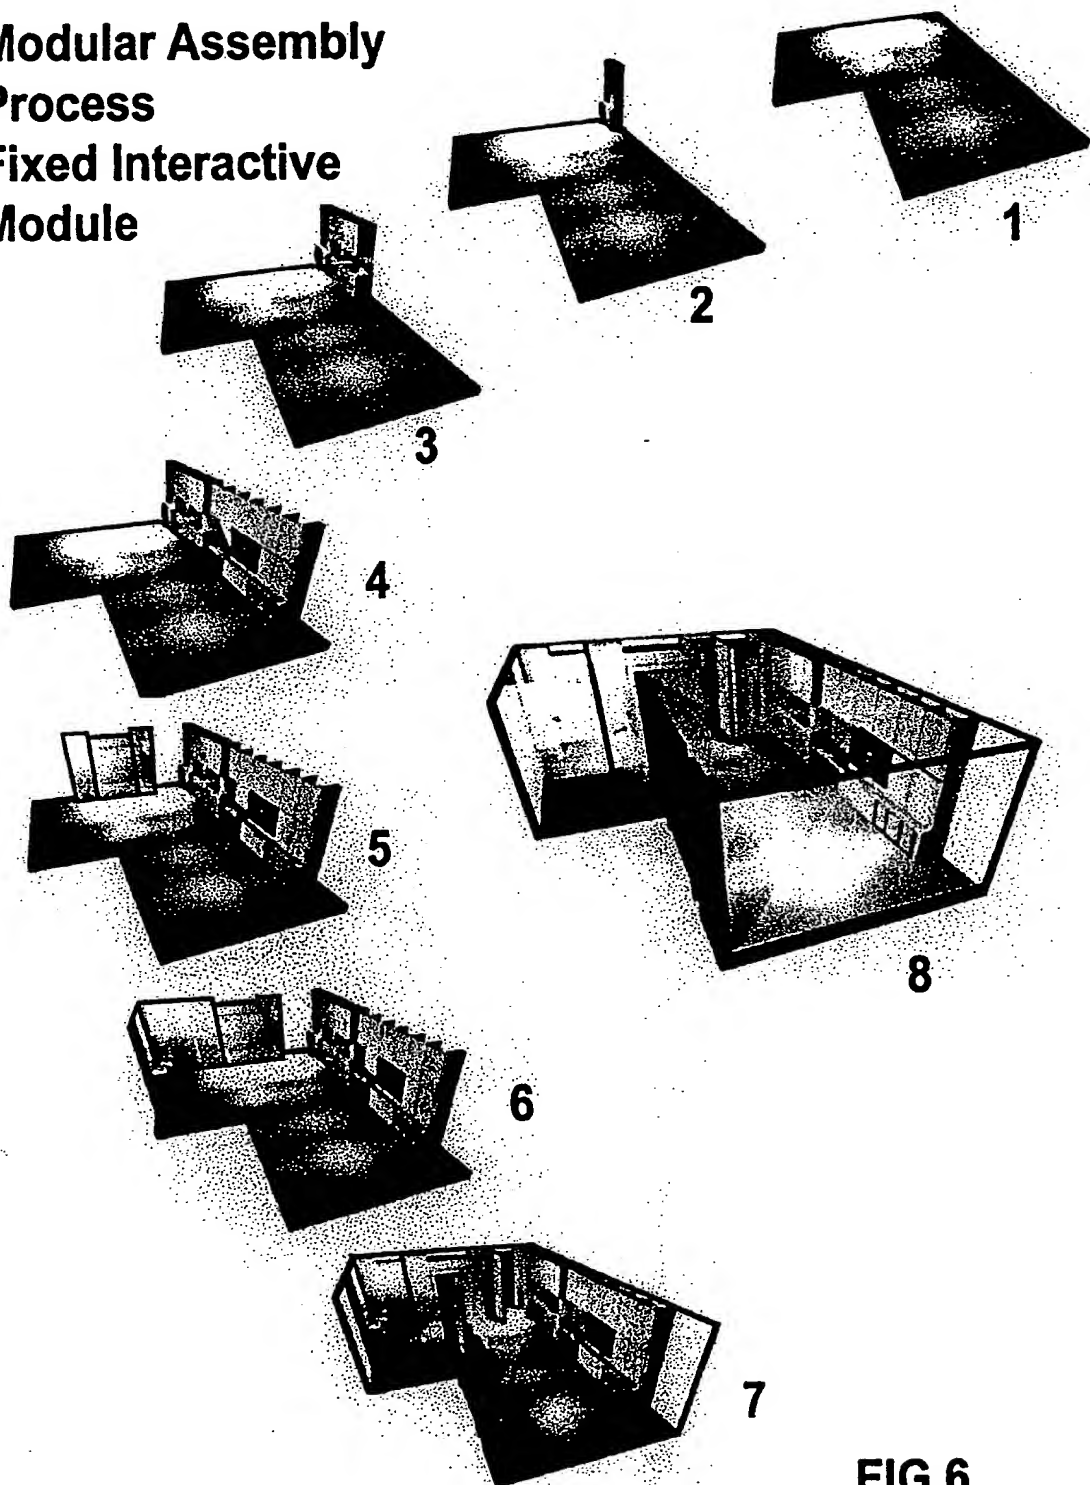 Modular Assembly
Process
Fixed Interactive
Module
1
2
3
4
5
8
6
7
FIG 6